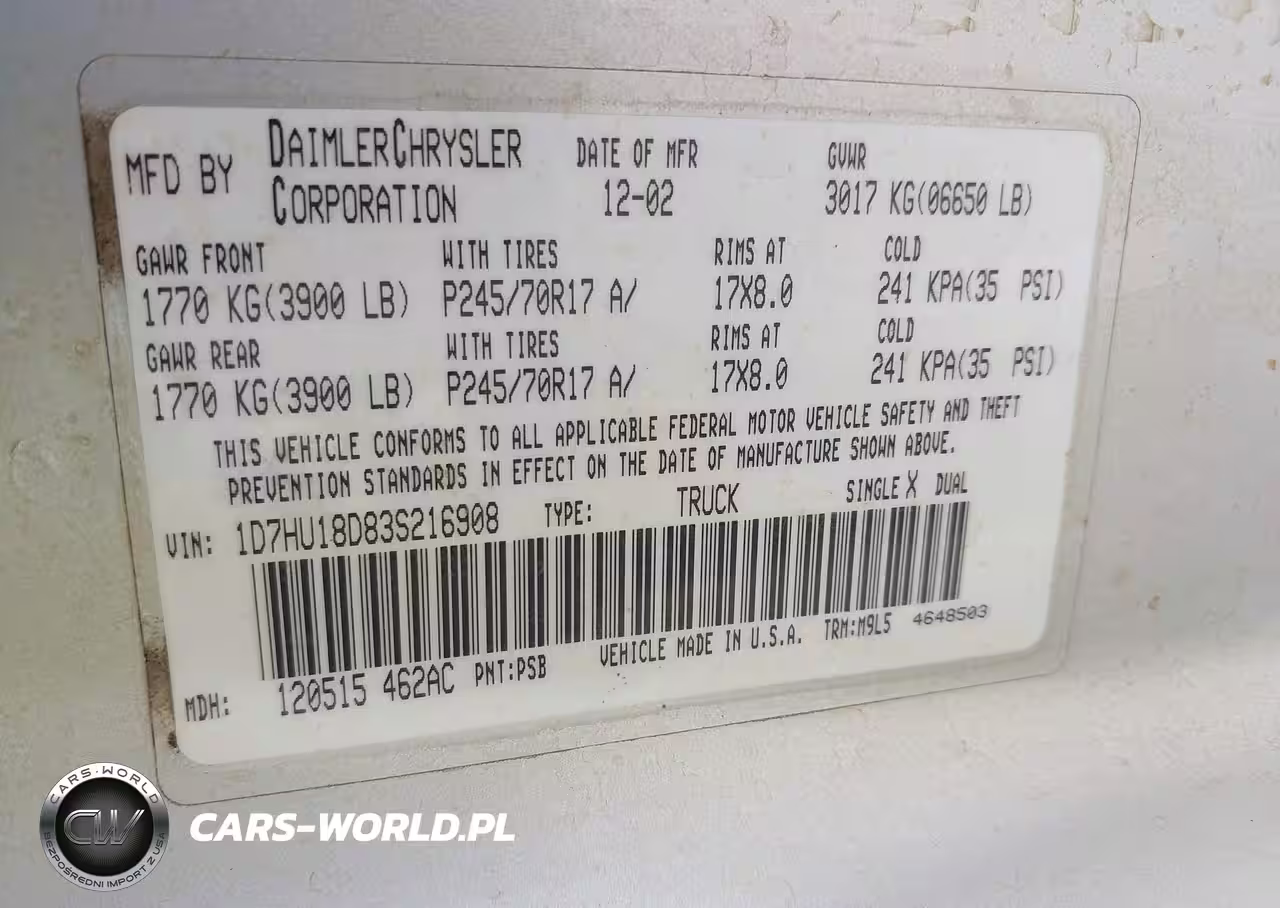 MFD BY DAIMLERCHRYSLER CORPORATION DATE OF MFR 12-02 GVWR 3017 KG(06650 LB)
GAWR FRONT WITH TIRES RIMS AT COLD
1770 KG(3900 LB) P245/70R17 A/ 17X8.0 241 KPA(35 PSI)
GAWR REAR WITH TIRES RIMS AT COLD
1770 KG(3900 LB) P245/70R17 A/ 17X8.0 241 KPA(35 PSI)
THIS VEHICLE CONFORMS TO ALL APPLICABLE FEDERAL MOTOR VEHICLE SAFETY AND THEFT
PREVENTION STANDARDS IN EFFECT ON THE DATE OF MANUFACTURE SHOWN ABOVE.
VIN: 1D7HU18D83S216908 TYPE: TRUCK SINGLE X DUAL
MDH: 120515 462AC PNT:PSB VEHICLE MADE IN U.S.A. TRM:M9L5 4648503
CARS-WORLD
CW
BEZPOŚREDNI IMPORT Z USA
CARS-WORLD.PL